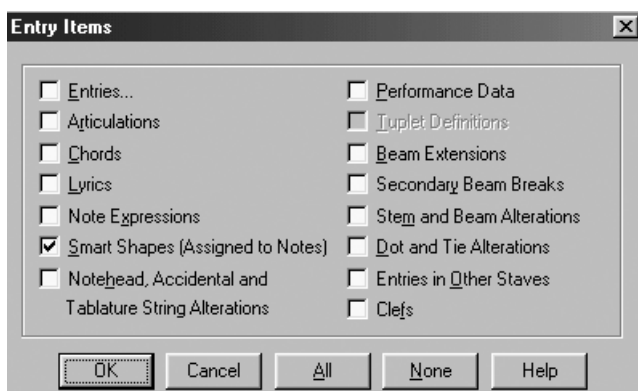 Entry Items
Entries...
Articulations
Chords
Lyrics
Note Expressions
Smart Shapes (Assigned to Notes)
Notehead, Accidental and
Tablature String Alterations
Performance Data
Tuplet Definitions
Beam Extensions
Secondary Beam Breaks
Stem and Beam Alterations
Dot and Tie Alterations
Entries in Other Staves
Clefs
OK Cancel All None Help